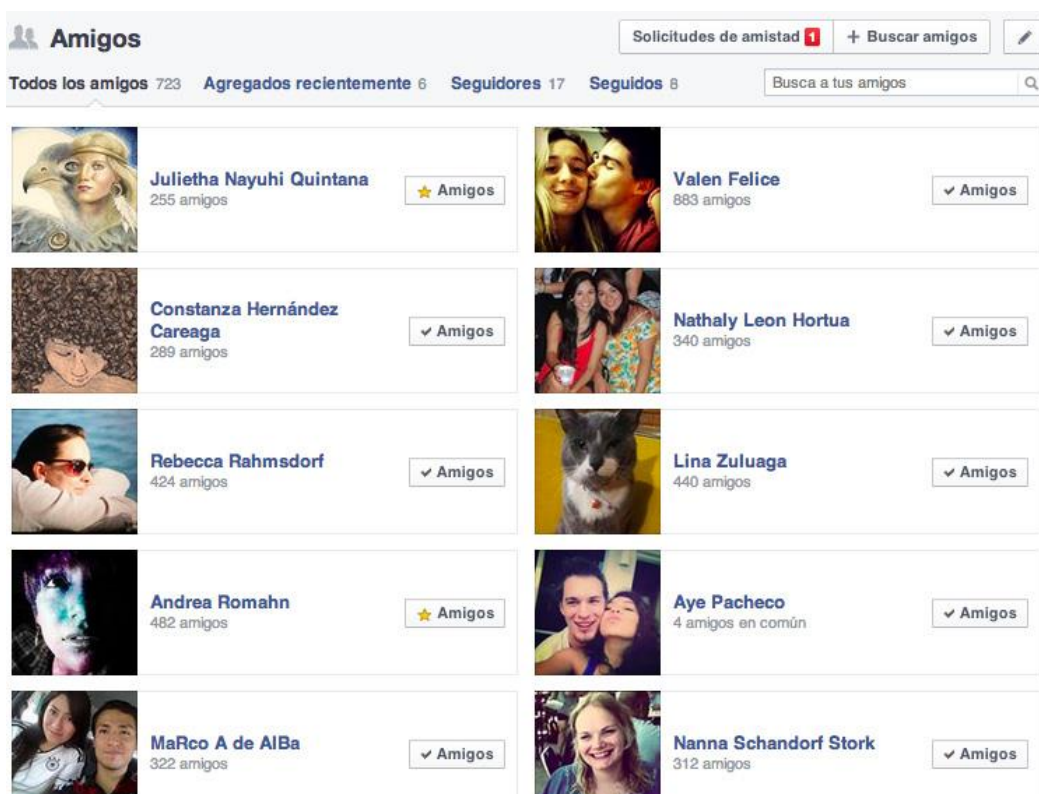 Amigos
Solicitudes de amistad 1
+ Buscar amigos
Todos los amigos 723 Agregados recientemente 6 Seguidores 17 Seguidos 8
Busca a tus amigos
Julietha Nayuhi Quintana
255 amigos
Amigos
Valen Felice
883 amigos
Amigos
Constanza Hernández
Careaga
289 amigos
Amigos
Nathaly Leon Hortua
340 amigos
Amigos
Rebecca Rahmsdorf
424 amigos
Amigos
Lina Zuluaga
440 amigos
Amigos
Andrea Romahn
482 amigos
Amigos
Aye Pacheco
4 amigos en común
Amigos
MaRco A de AlBa
322 amigos
Amigos
Nanna Schandorf Stork
312 amigos
Amigos